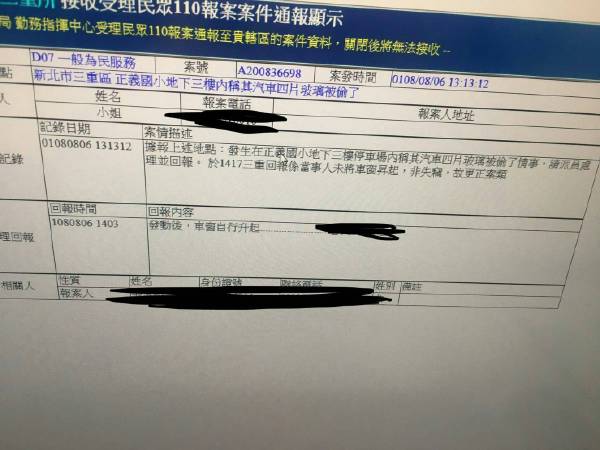 三重所 接收受理民眾110報案案件通報顯示
局 勤務指揮中心受理民眾110報案通報至貴轄區的案件資料，關閉後將無法接收 --
D07 一般為民服務 案號 A200836698 案發時間 0108/08/06 13:13:12
點 新北市三重區 正義國小地下三樓內稱其汽車四片玻璃被偷了
人 姓名 報案電話 報案人地址
小姐
記錄日期 案情描述
記錄 01080806 131312 據報上述地點：發生在正義國小地下三樓停車場內稱其汽車四片玻璃被偷了情事，請派員處
理並回報。 於1417三重回報係當事人未將車窗昇起，非失竊，故更正案類
回報時間 回報內容
理回報 1080806 1403 發動後，車窗自行升起
相關人 性質 姓名 身份證號 聯絡電話 性別 備註
報案人